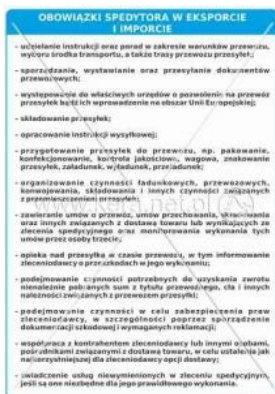 OBOWIĄZKI SPEDYTORA W EKSPORCIE
I IMPORCIE
- udzielanie instrukcji oraz porad w zakresie warunków przewozu,
wyboru środka transportu, a także trasy przewozu przesyłek;
- sporządzanie, wystawianie oraz przesyłanie dokumentów
przewozowych;
- występowanie do właściwych urzędów o pozwolenie na przewóz
przesyłek bądź ich wprowadzenie na obszar Unii Europejskiej;
- składowanie przesyłek;
- opracowanie instrukcji wysyłkowej;
- przygotowanie przesyłek do przewozu, np. pakowanie,
konfekcjonowanie, kontrola jakościowa, wagowa, znakowanie
przesyłek, załadunek, wyładunek, przeładunek;
- organizowanie czynności ładunkowych, przewozowych,
konwojowania, składowania i innych czynności związanych
z przemieszczeniem przesyłek;
- zawieranie umów o przewóz, umów przechowania,
oraz innych związanych z dostawą towaru lub wynikających ze
zlecenia spedycyjnego oraz monitorowania wykonania tych
umów przez osoby trzecie;
- opieka nad przesyłką w czasie przewozu, w tym informowanie
zleceniodawcy o przeszkodach w jego wykonaniu;
- podejmowanie czynności potrzebnych do uzyskania zwrotu
nienależnie pobranych sum z tytułu przewoźnego, cła i innych
należności związanych z przewozem przesyłki;
- podejmowanie czynności w celu zabezpieczenia praw
zleceniodawcy, w szczególności poprzez sporządzenie
dokumentacji szkodowej i wymaganych reklamacji;
- współpraca z kontrahentem zleceniodawcy lub innymi osobami,
pośrednikami związanymi z dostawą towaru, w celu ustalenia jak
najkorzystniejszej dla zleceniodawcy opcji dostawy;
- świadczenie usług niewymienionych w zleceniu spedycyjnym,
jeśli są one niezbędne dla jego prawidłowego wykonania.